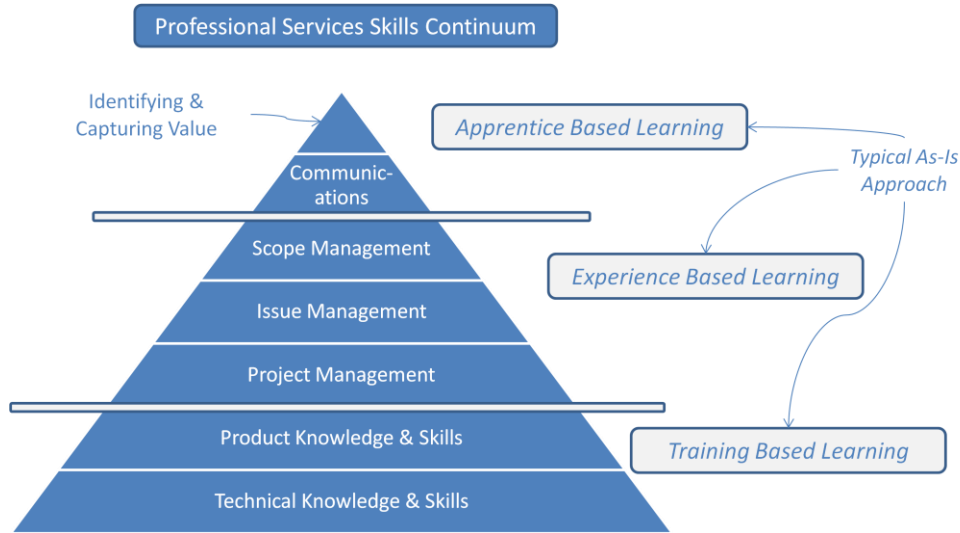 Professional Services Skills Continuum
Identifying &
Capturing Value
Apprentice Based Learning
Typical As-Is
Approach
Communic-
ations
Scope Management
Experience Based Learning
Issue Management
Project Management
Product Knowledge & Skills
Training Based Learning
Technical Knowledge & Skills